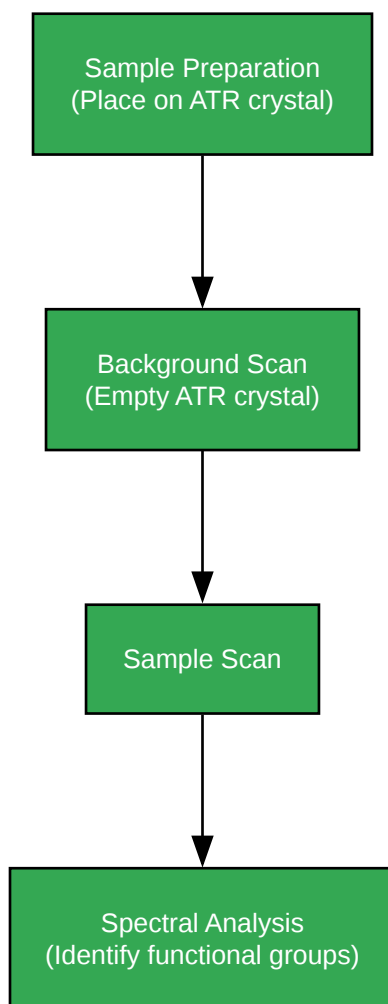 Sample Preparation
(Place on ATR crystal)
Background Scan
(Empty ATR crystal)
Sample Scan
Spectral Analysis
(Identify functional groups)